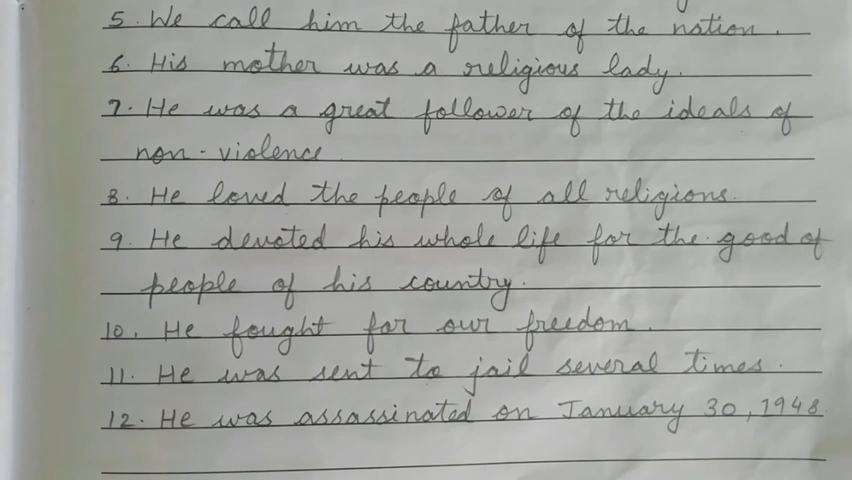 5. We call him the father of the nation.
6. His mother was a religious lady.
7. He was a great follower of the ideals of
non-violence
8. He loved the people of all religions.
9. He devoted his whole life for the good of
people of his country.
10. He fought for our freedom.
11. He was sent to jail several times.
12. He was assassinated on January 30, 1948.